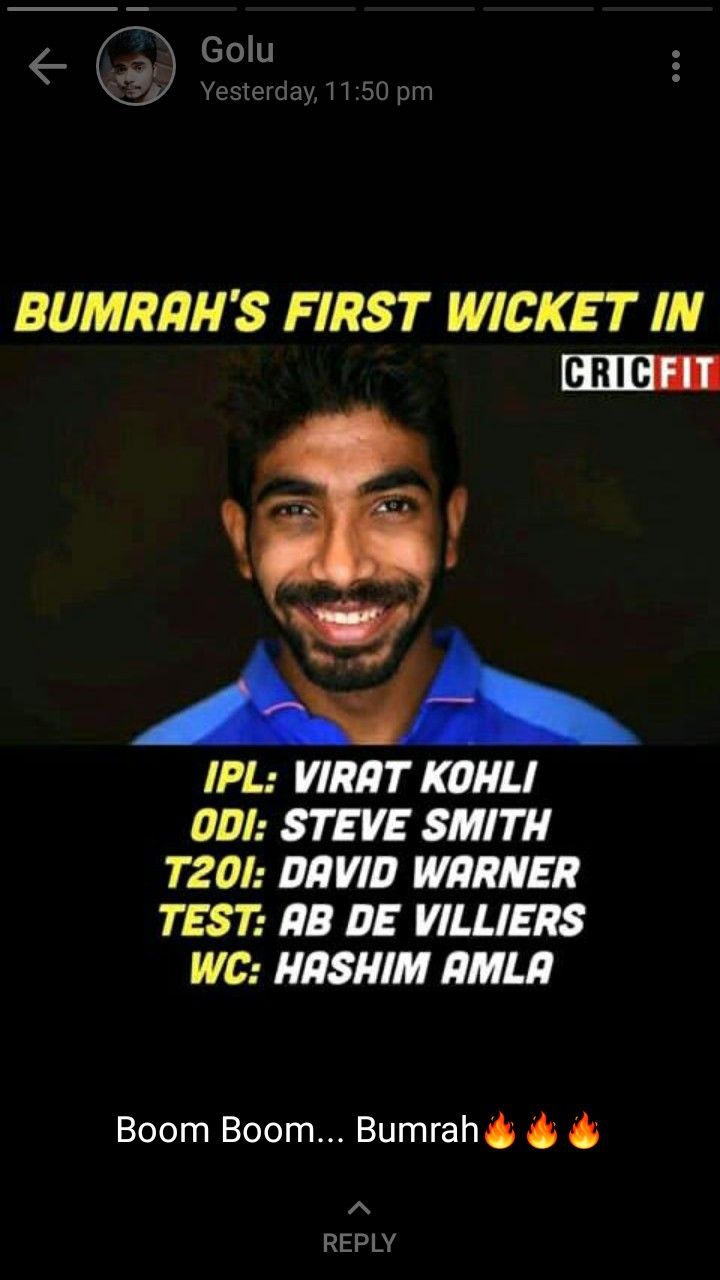 Golu
Yesterday, 11:50 pm
BUMRAH'S FIRST WICKET IN
CRICFIT
IPL: VIRAT KOHLI
ODI: STEVE SMITH
T20I: DAVID WARNER
TEST: AB DE VILLIERS
WC: HASHIM AMLA
Boom Boom... Bumrah🔥🔥🔥
REPLY